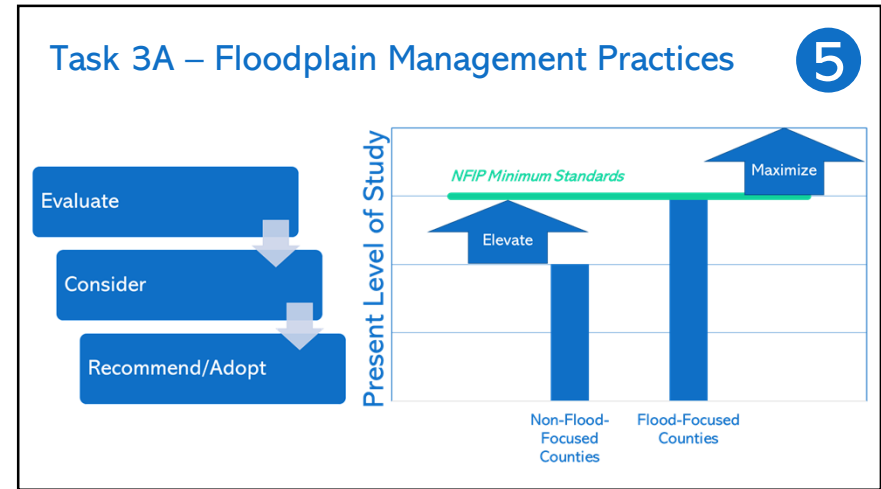 Task 3A – Floodplain Management Practices
5
Evaluate
Consider
Recommend/Adopt
Present Level of Study
NFIP Minimum Standards
Maximize
Elevate
Non-Flood-
Focused
Counties
Flood-Focused
Counties